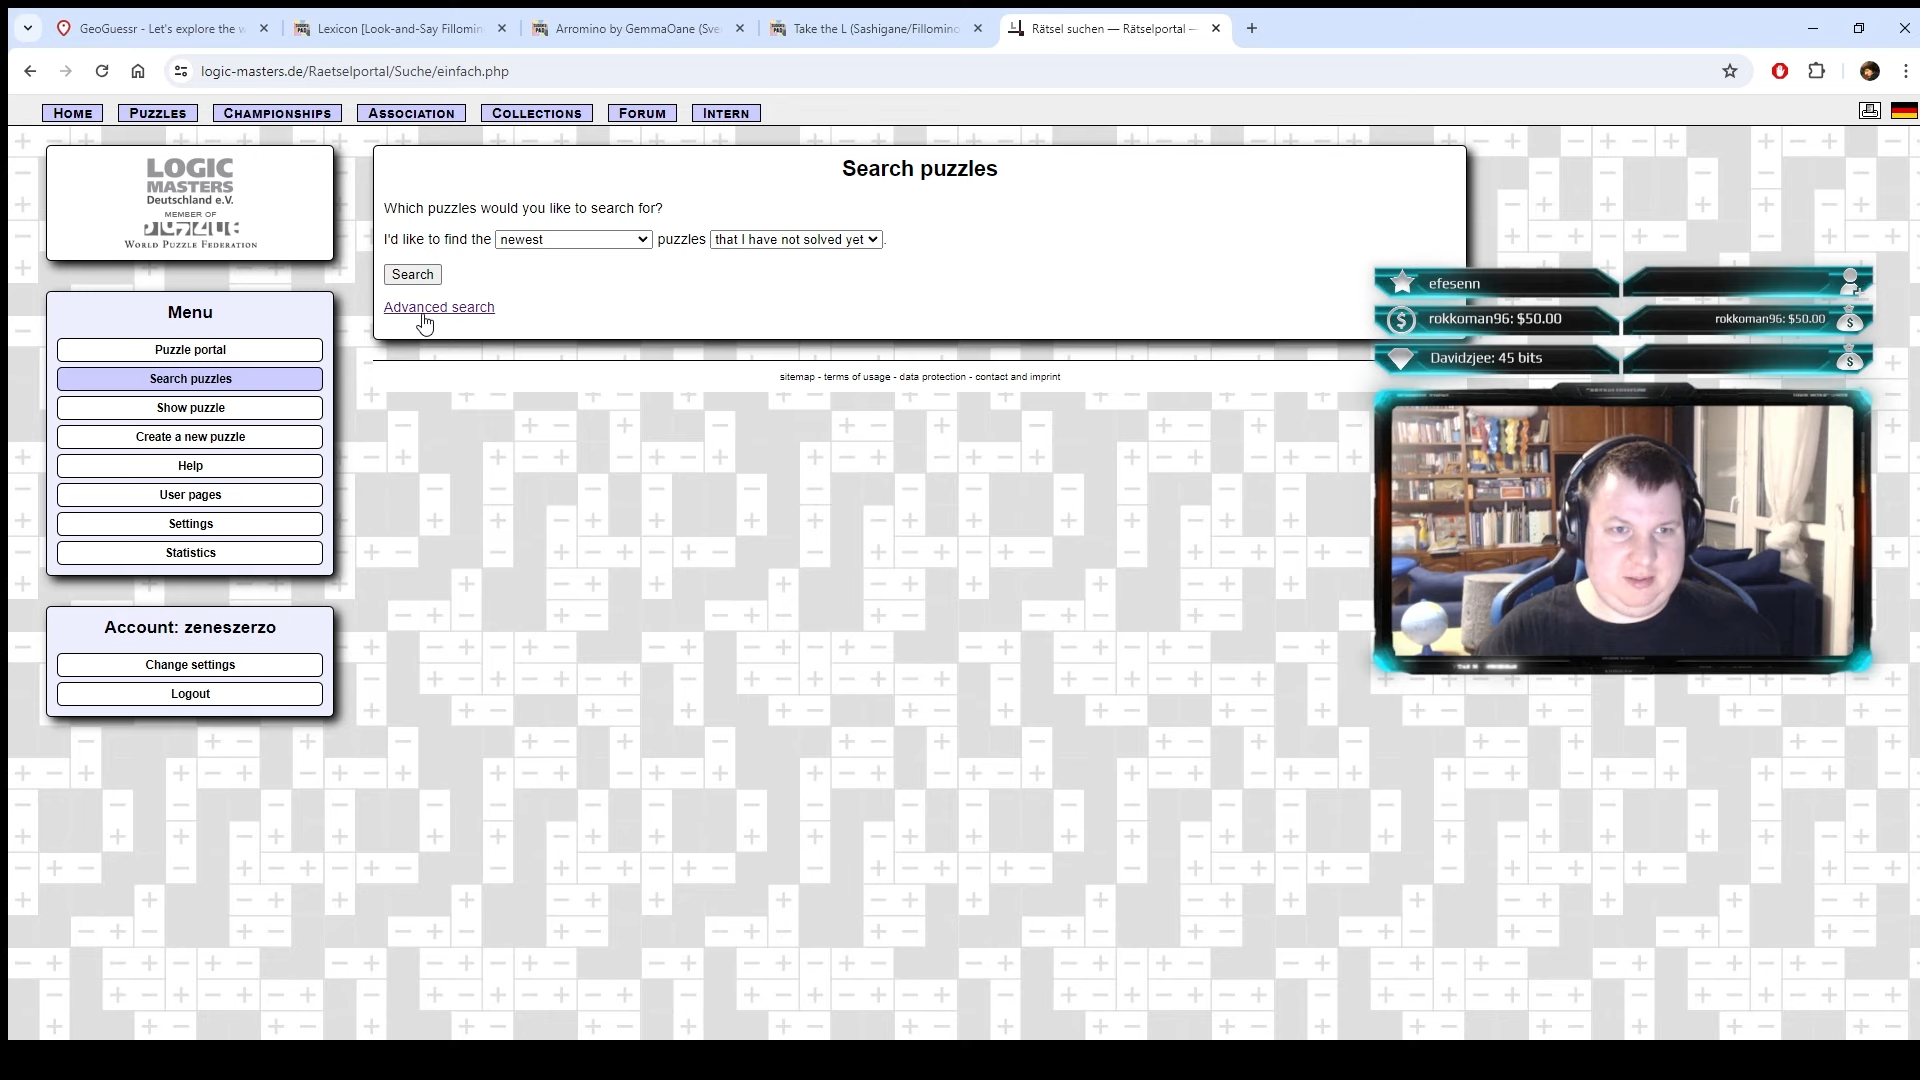 GeoGuessr - Let's explore the w
Lexicon [Look-and-Say Fillomin
Arromino by GemmaOane (Sve
Take the L (Sashigane/Fillomino
Rätsel suchen — Rätselportal —
logic-masters.de/Raetselportal/Suche/einfach.php
HOME
PUZZLES
CHAMPIONSHIPS
ASSOCIATION
COLLECTIONS
FORUM
INTERN
LOGIC
MASTERS
Deutschland e.V.
MEMBER OF
WORLD PUZZLE FEDERATION
Menu
Puzzle portal
Search puzzles
Show puzzle
Create a new puzzle
Help
User pages
Settings
Statistics
Account: zeneszerzo
Change settings
Logout
Search puzzles
Which puzzles would you like to search for?
I'd like to find the newest puzzles that I have not solved yet.
Search
Advanced search
sitemap - terms of use - data protection - contact and imprint
efesenn
rokkoman96: $50.00
rokkoman96: $50.00
Davidzjee: 45 bits